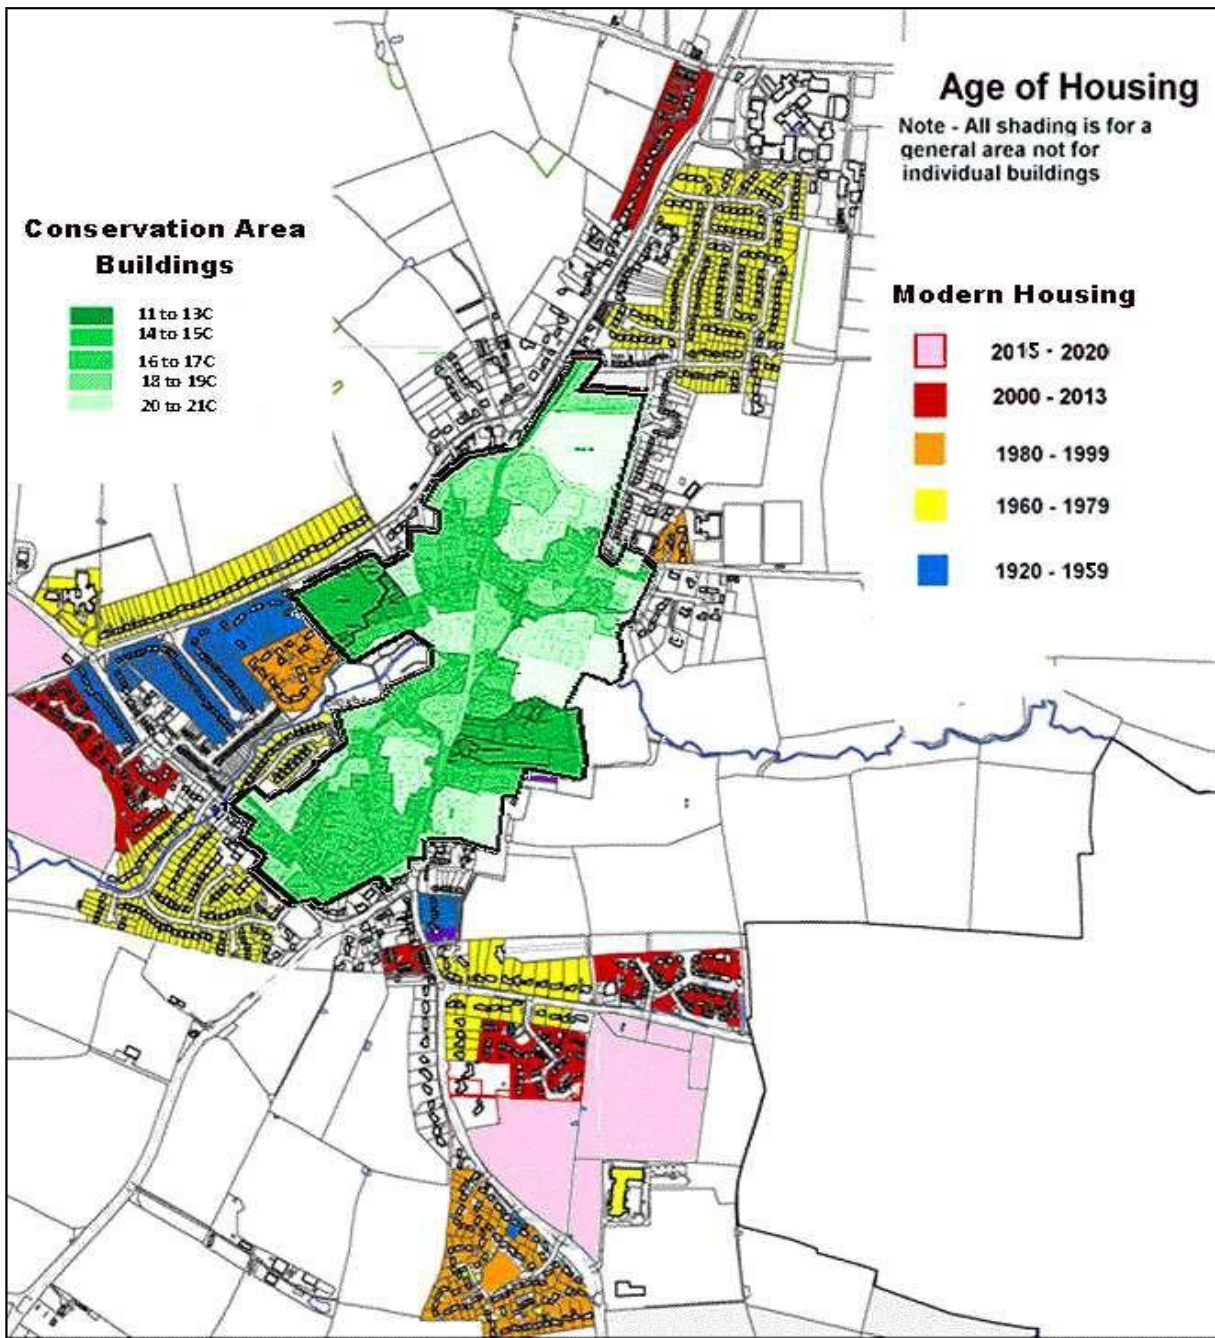 Age of Housing
Note - All shading is for a
general area not for
individual buildings
Conservation Area
Buildings
11 to 13C
14 to 15C
16 to 17C
18 to 19C
20 to 21C
Modern Housing
2015 - 2020
2000 - 2013
1980 - 1999
1960 - 1979
1920 - 1959